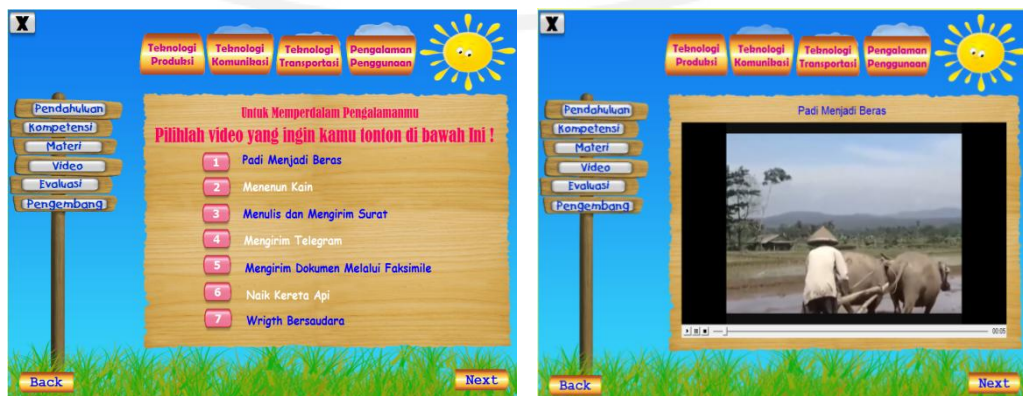 X
Teknologi Produksi
Teknologi Komunikasi
Teknologi Transportasi
Pengalaman Penggunaan
Pendahuluan
Kompetensi
Materi
Video
Evaluasi
Pengembang
Untuk Memperdalam Pengalamanmu
Pilihlah video yang ingin kamu tonton di bawah Ini !
1 Padi Menjadi Beras
2 Menenun Kain
3 Menulis dan Mengirim Surat
4 Mengirim Telegram
5 Mengirim Dokumen Melalui Faksimile
6 Naik Kereta Api
7 Wrigth Bersaudara
Back
Next
X
Teknologi Produksi
Teknologi Komunikasi
Teknologi Transportasi
Pengalaman Penggunaan
Pendahuluan
Kompetensi
Materi
Video
Evaluasi
Pengembang
Padi Menjadi Beras
00:05
Back
Next